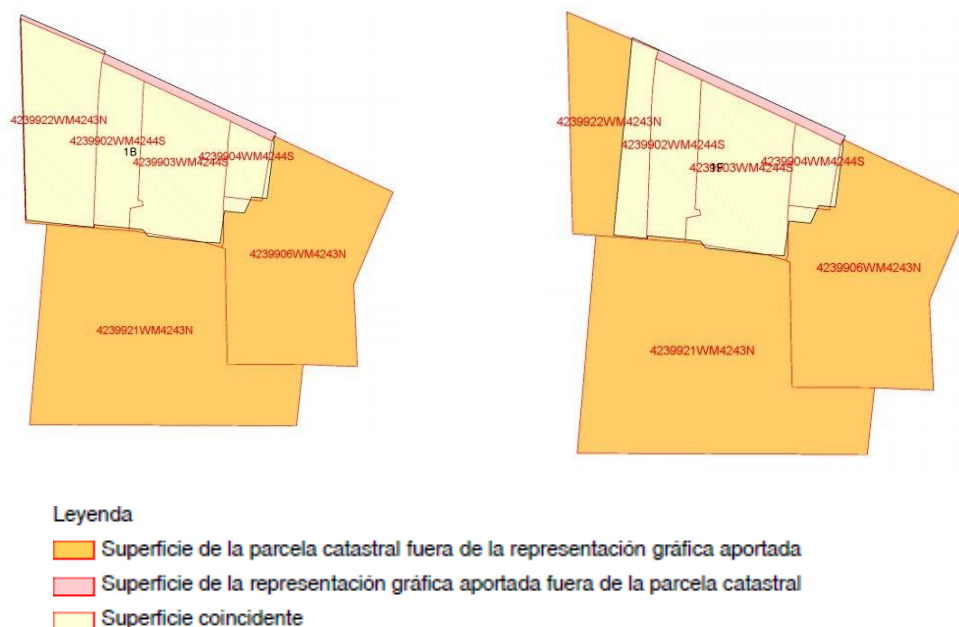 4239922WM4243N
4239902WM4244S
1B
4239903WM4244S
4239904WM4244S
4239906WM4243N
4239921WM4243N
4239922WM4243N
4239902WM4244S
4239903WM4244S
4239904WM4244S
4239906WM4243N
4239921WM4243N
Leyenda
Superficie de la parcela catastral fuera de la representación gráfica aportada
Superficie de la representación gráfica aportada fuera de la parcela catastral
Superficie coincidente